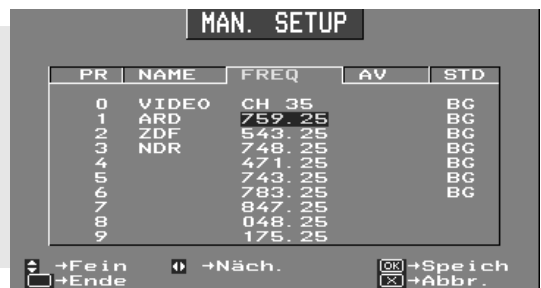 MAN. SETUP
PR NAME FREQ AV STD
0 VIDEO CH 35 BG
1 ARD 759.25 BG
2 ZDF 543.25 BG
3 NDR 748.25 BG
4 471.25 BG
5 743.25 BG
6 783.25 BG
7 847.25
8 048.25
9 175.25
→Fein →Näch. OK→Speich
→Ende X→Abbr.